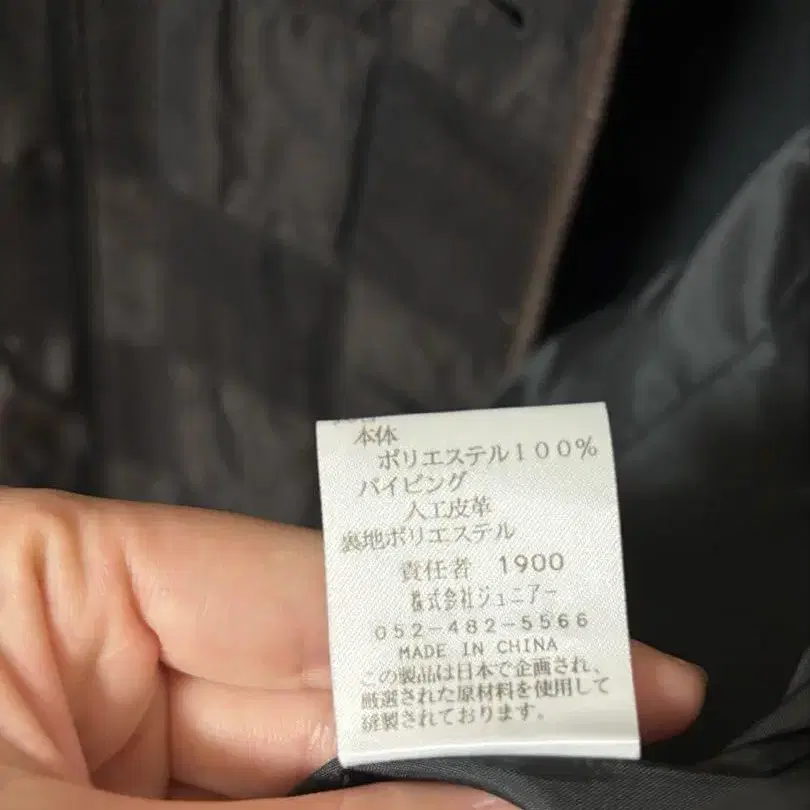 本体
ポリエステル100%
パイピング
人工皮革
裏地ポリエステル
責任者 1900
株式会社ジュニアー
052-482-5566
MADE IN CHINA
この製品は日本で企画され、
厳選された原材料を使用して
縫製されております。